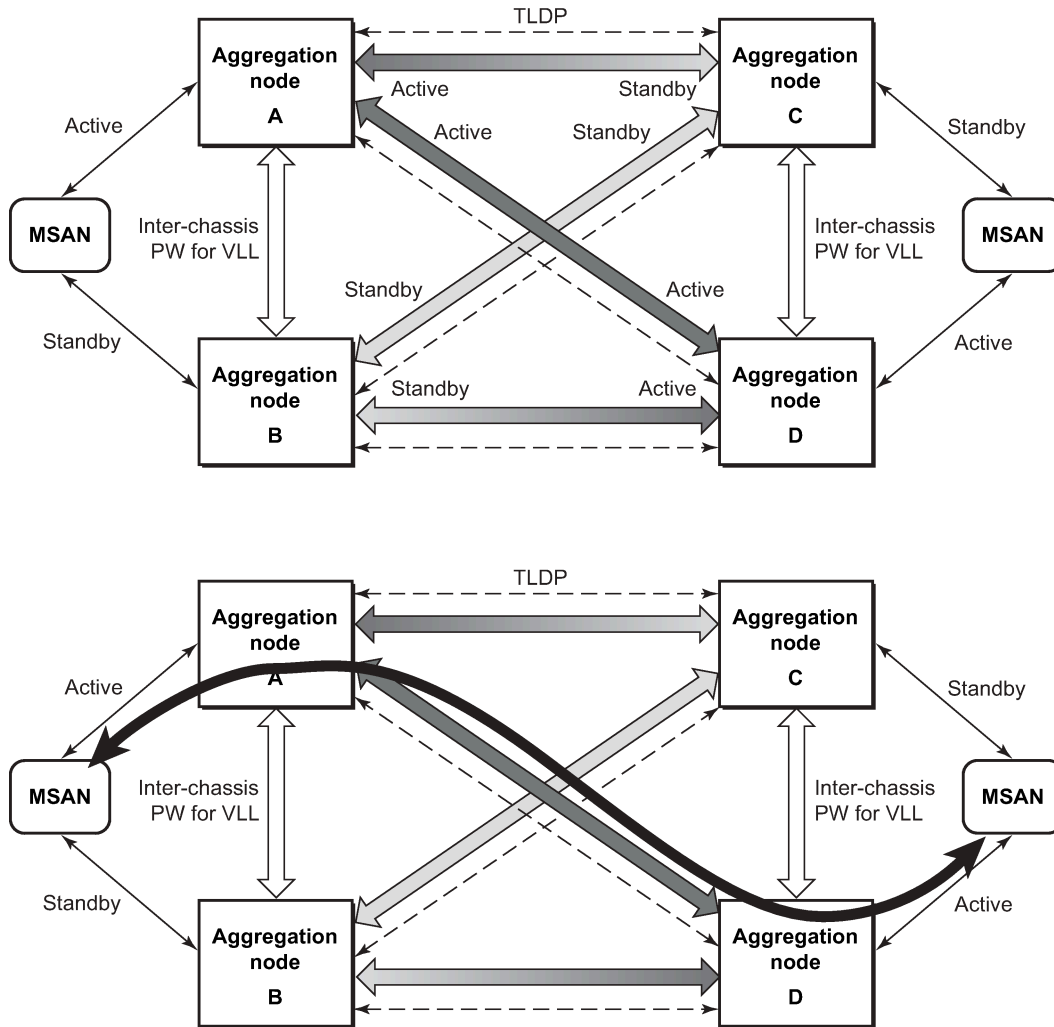 TLDP
Aggregation
node
A
Aggregation
node
C
Active
Standby
Active
Standby
Active
Standby
MSAN
Inter-chassis
PW for VLL
Inter-chassis
PW for VLL
MSAN
Standby
Active
Standby
Active
Standby
Active
Aggregation
node
B
Aggregation
node
D
TLDP
Aggregation
node
A
Aggregation
node
C
Active
Standby
MSAN
Inter-chassis
PW for VLL
Inter-chassis
PW for VLL
MSAN
Standby
Active
Aggregation
node
B
Aggregation
node
D